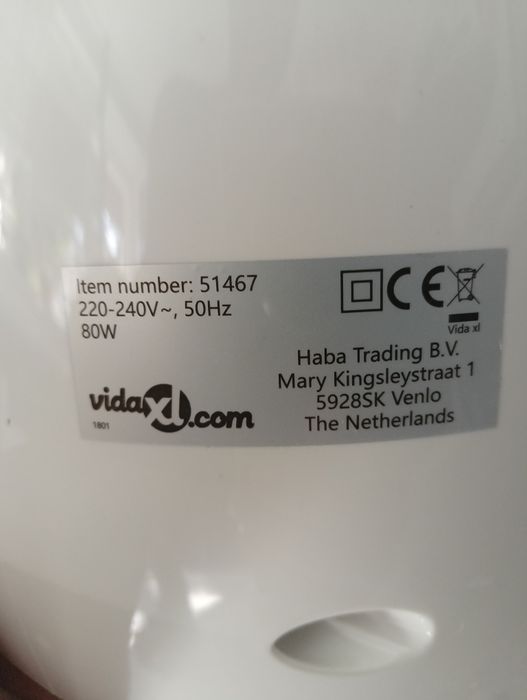 Item number: 51467
220-240V~, 50Hz
80W
vidaXL.com
1801
CE
Vida xl
Haba Trading B.V.
Mary Kingsleystraat 1
5928SK Venlo
The Netherlands